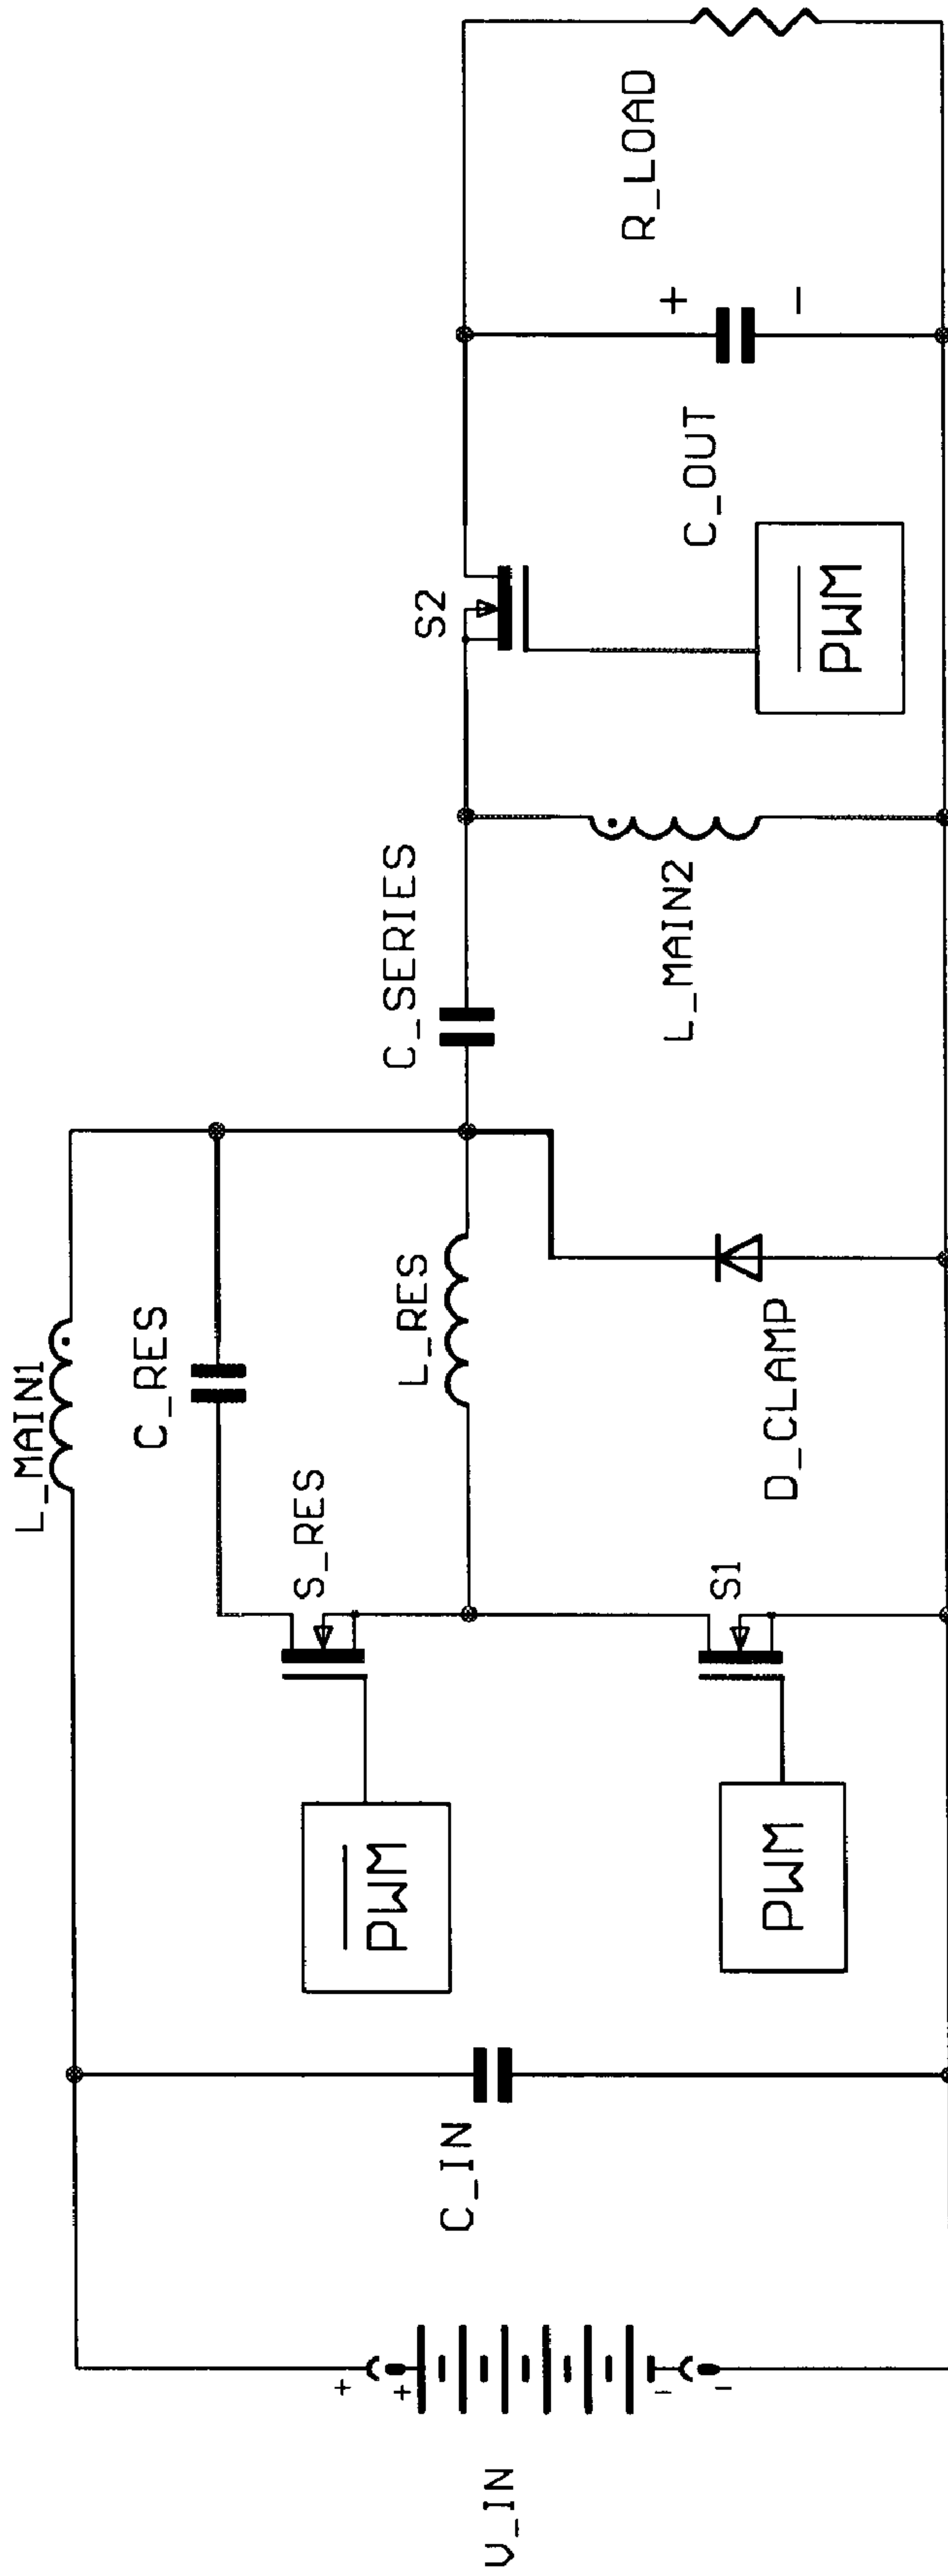 L_MAIN1
C_RES
S_RES
L_RES
C_SERIES
S2
R_LOAD
+
−
C_OUT
PWM
L_MAIN2
D_CLAMP
S1
PWM
PWM
C_IN
+
+
−
−
V_IN